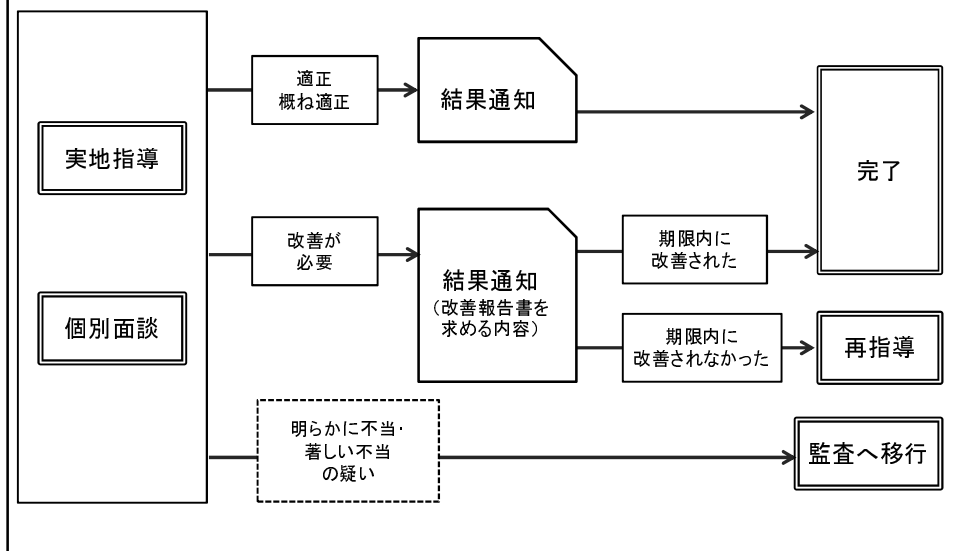 実地指導
個別面談
適正
概ね適正
結果通知
完了
改善が
必要
結果通知
（改善報告書を
求める内容）
期限内に
改善された
期限内に
改善されなかった
再指導
明らかに不当・
著しい不当
の疑い
監査へ移行